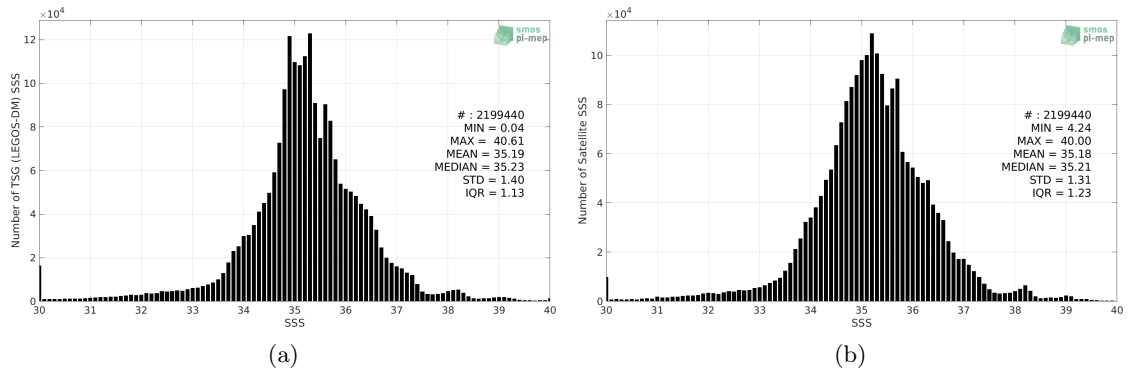 ×10⁴
smos
pi-mep
Number of TSG (LEGOS-DM) SSS
# : 2199440
MIN = 0.04
MAX = 40.61
MEAN = 35.19
MEDIAN = 35.23
STD = 1.40
IQR = 1.13
12
10
8
6
4
2
0
30 31 32 33 34 35 36 37 38 39 40
SSS
(a)
×10⁴
smos
pi-mep
Number of Satellite SSS
# : 2199440
MIN = 4.24
MAX = 40.00
MEAN = 35.18
MEDIAN = 35.21
STD = 1.31
IQR = 1.23
10
8
6
4
2
0
30 31 32 33 34 35 36 37 38 39 40
SSS
(b)